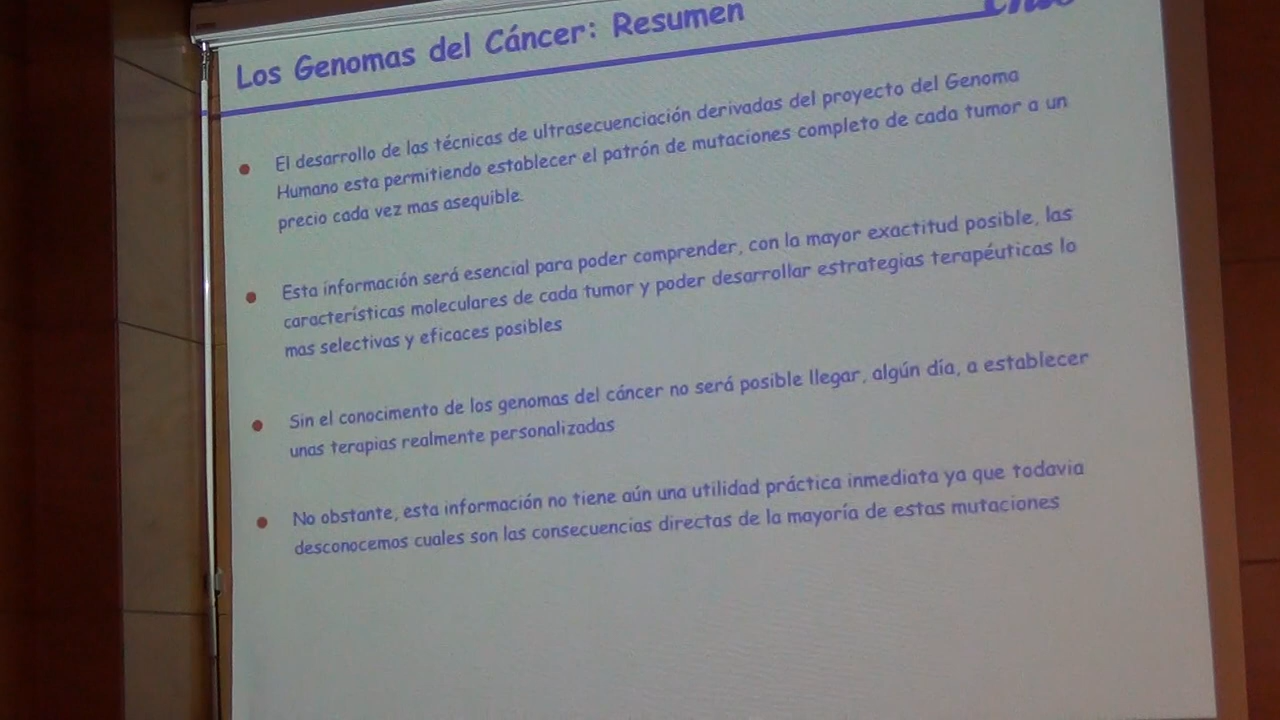 Los Genomas del Cáncer: Resumen
El desarrollo de las técnicas de ultrasecuenciación derivadas del proyecto del Genoma
Humano esta permitiendo establecer el patrón de mutaciones completo de cada tumor a un
precio cada vez mas asequible.
Esta información será esencial para poder comprender, con la mayor exactitud posible, las
características moleculares de cada tumor y poder desarrollar estrategias terapéuticas lo
mas selectivas y eficaces posibles
Sin el conocimento de los genomas del cáncer no será posible llegar, algún día, a establecer
unas terapias realmente personalizadas
No obstante, esta información no tiene aún una utilidad práctica inmediata ya que todavia
desconocemos cuales son las consecuencias directas de la mayoría de estas mutaciones